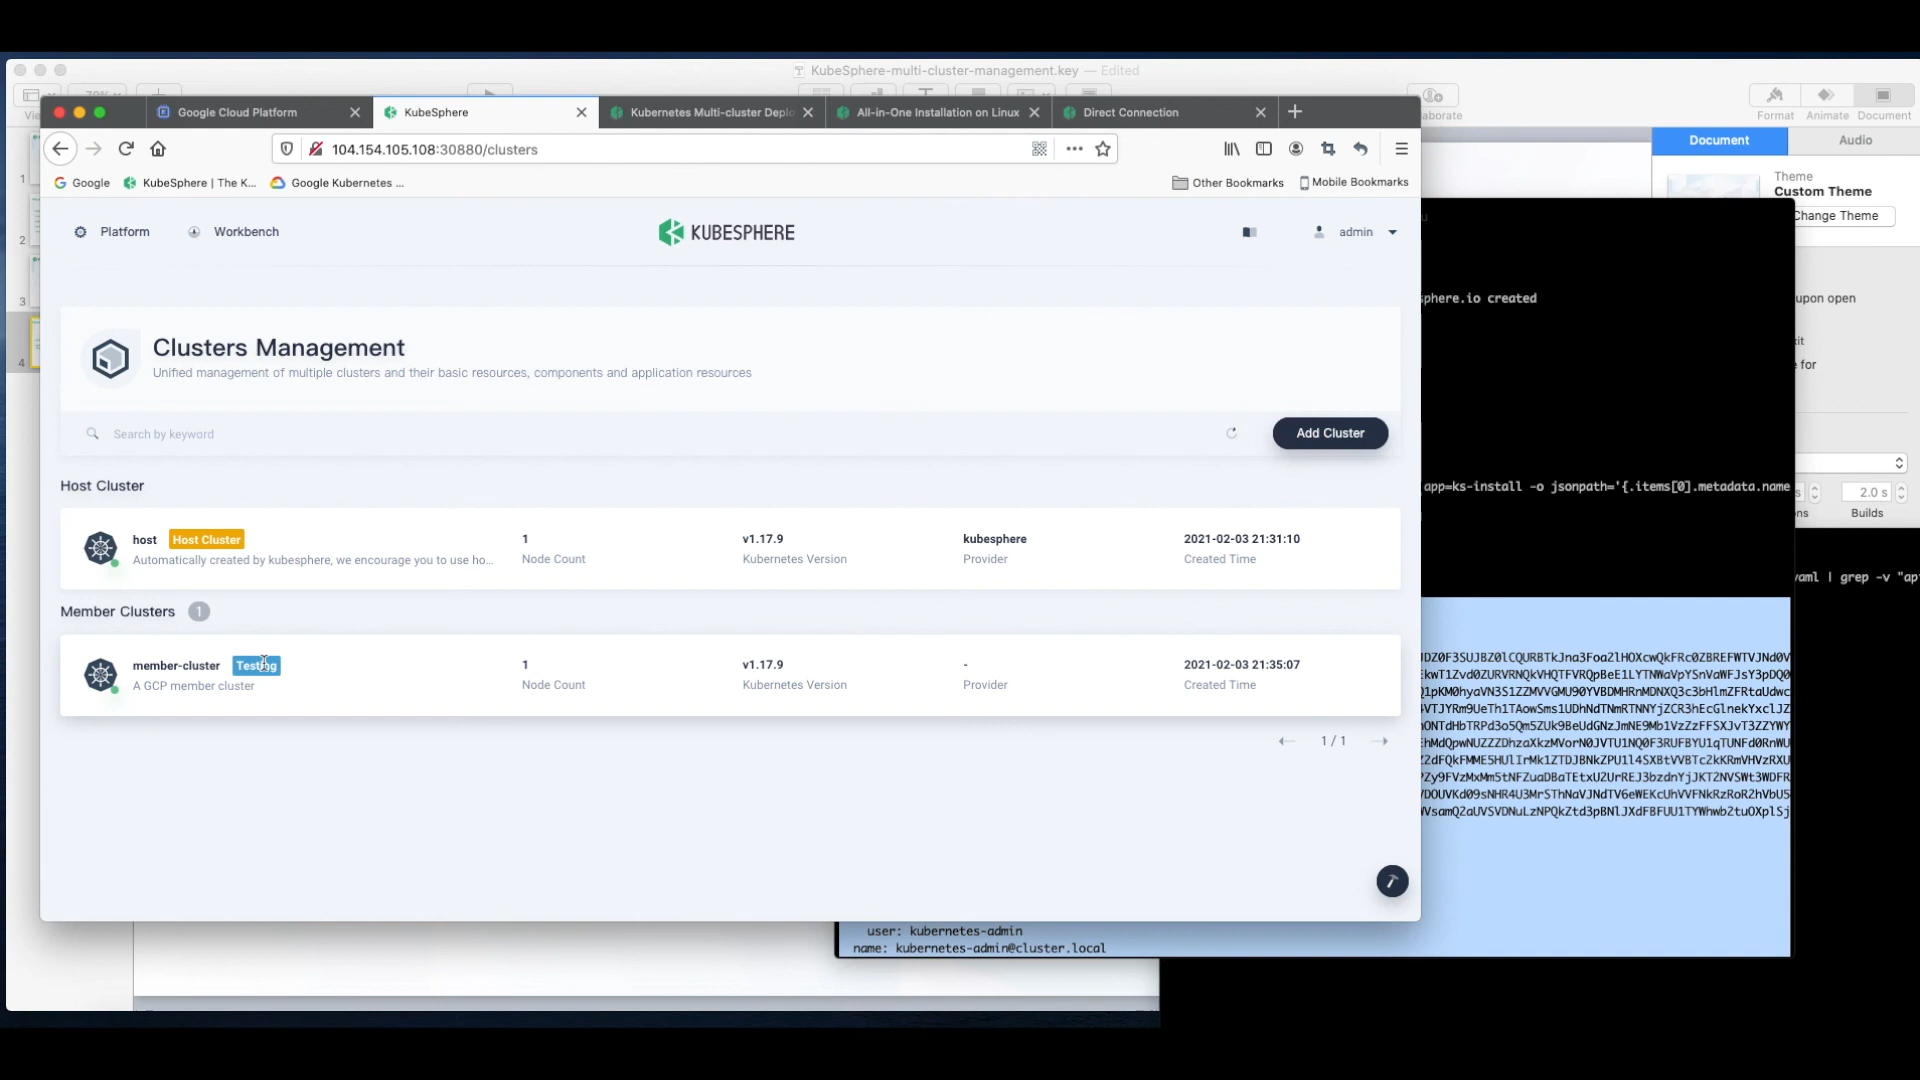 KubeSphere-multi-cluster-management.key — Edited
Google Cloud Platform
KubeSphere
Kubernetes Multi-cluster Deplo
All-in-One Installation on Linux
Direct Connection
Format
Animate
Document
104.154.105.108:30880/clusters
Document
Audio
Google
KubeSphere | The K...
Google Kubernetes ...
Other Bookmarks
Mobile Bookmarks
Theme
Custom Theme
Change Theme
Platform
Workbench
KUBESPHERE
admin
1
2
3
4
sphere.io created
upon open
Clusters Management
Unified management of multiple clusters and their basic resources, components and application resources
Search by keyword
Add Cluster
Host Cluster
app=ks-install -o jsonpath='{.items[0].metadata.name
2.0 s
Builds
host
Host Cluster
Automatically created by kubesphere, we encourage you to use ho...
1
Node Count
v1.17.9
Kubernetes Version
kubesphere
Provider
2021-02-03 21:31:10
Created Time
yaml | grep -v "ap
Member Clusters
1
member-cluster
Testing
A GCP member cluster
1
Node Count
v1.17.9
Kubernetes Version
-
Provider
2021-02-03 21:35:07
Created Time
1 / 1
user: kubernetes-admin
name: kubernetes-admin@cluster.local